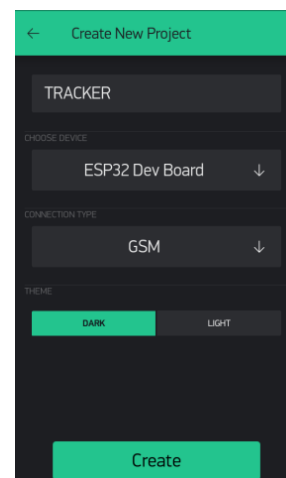 ← Create New Project
TRACKER
CHOOSE DEVICE
ESP32 Dev Board ↓
CONNECTION TYPE
GSM ↓
THEME
DARK LIGHT
Create